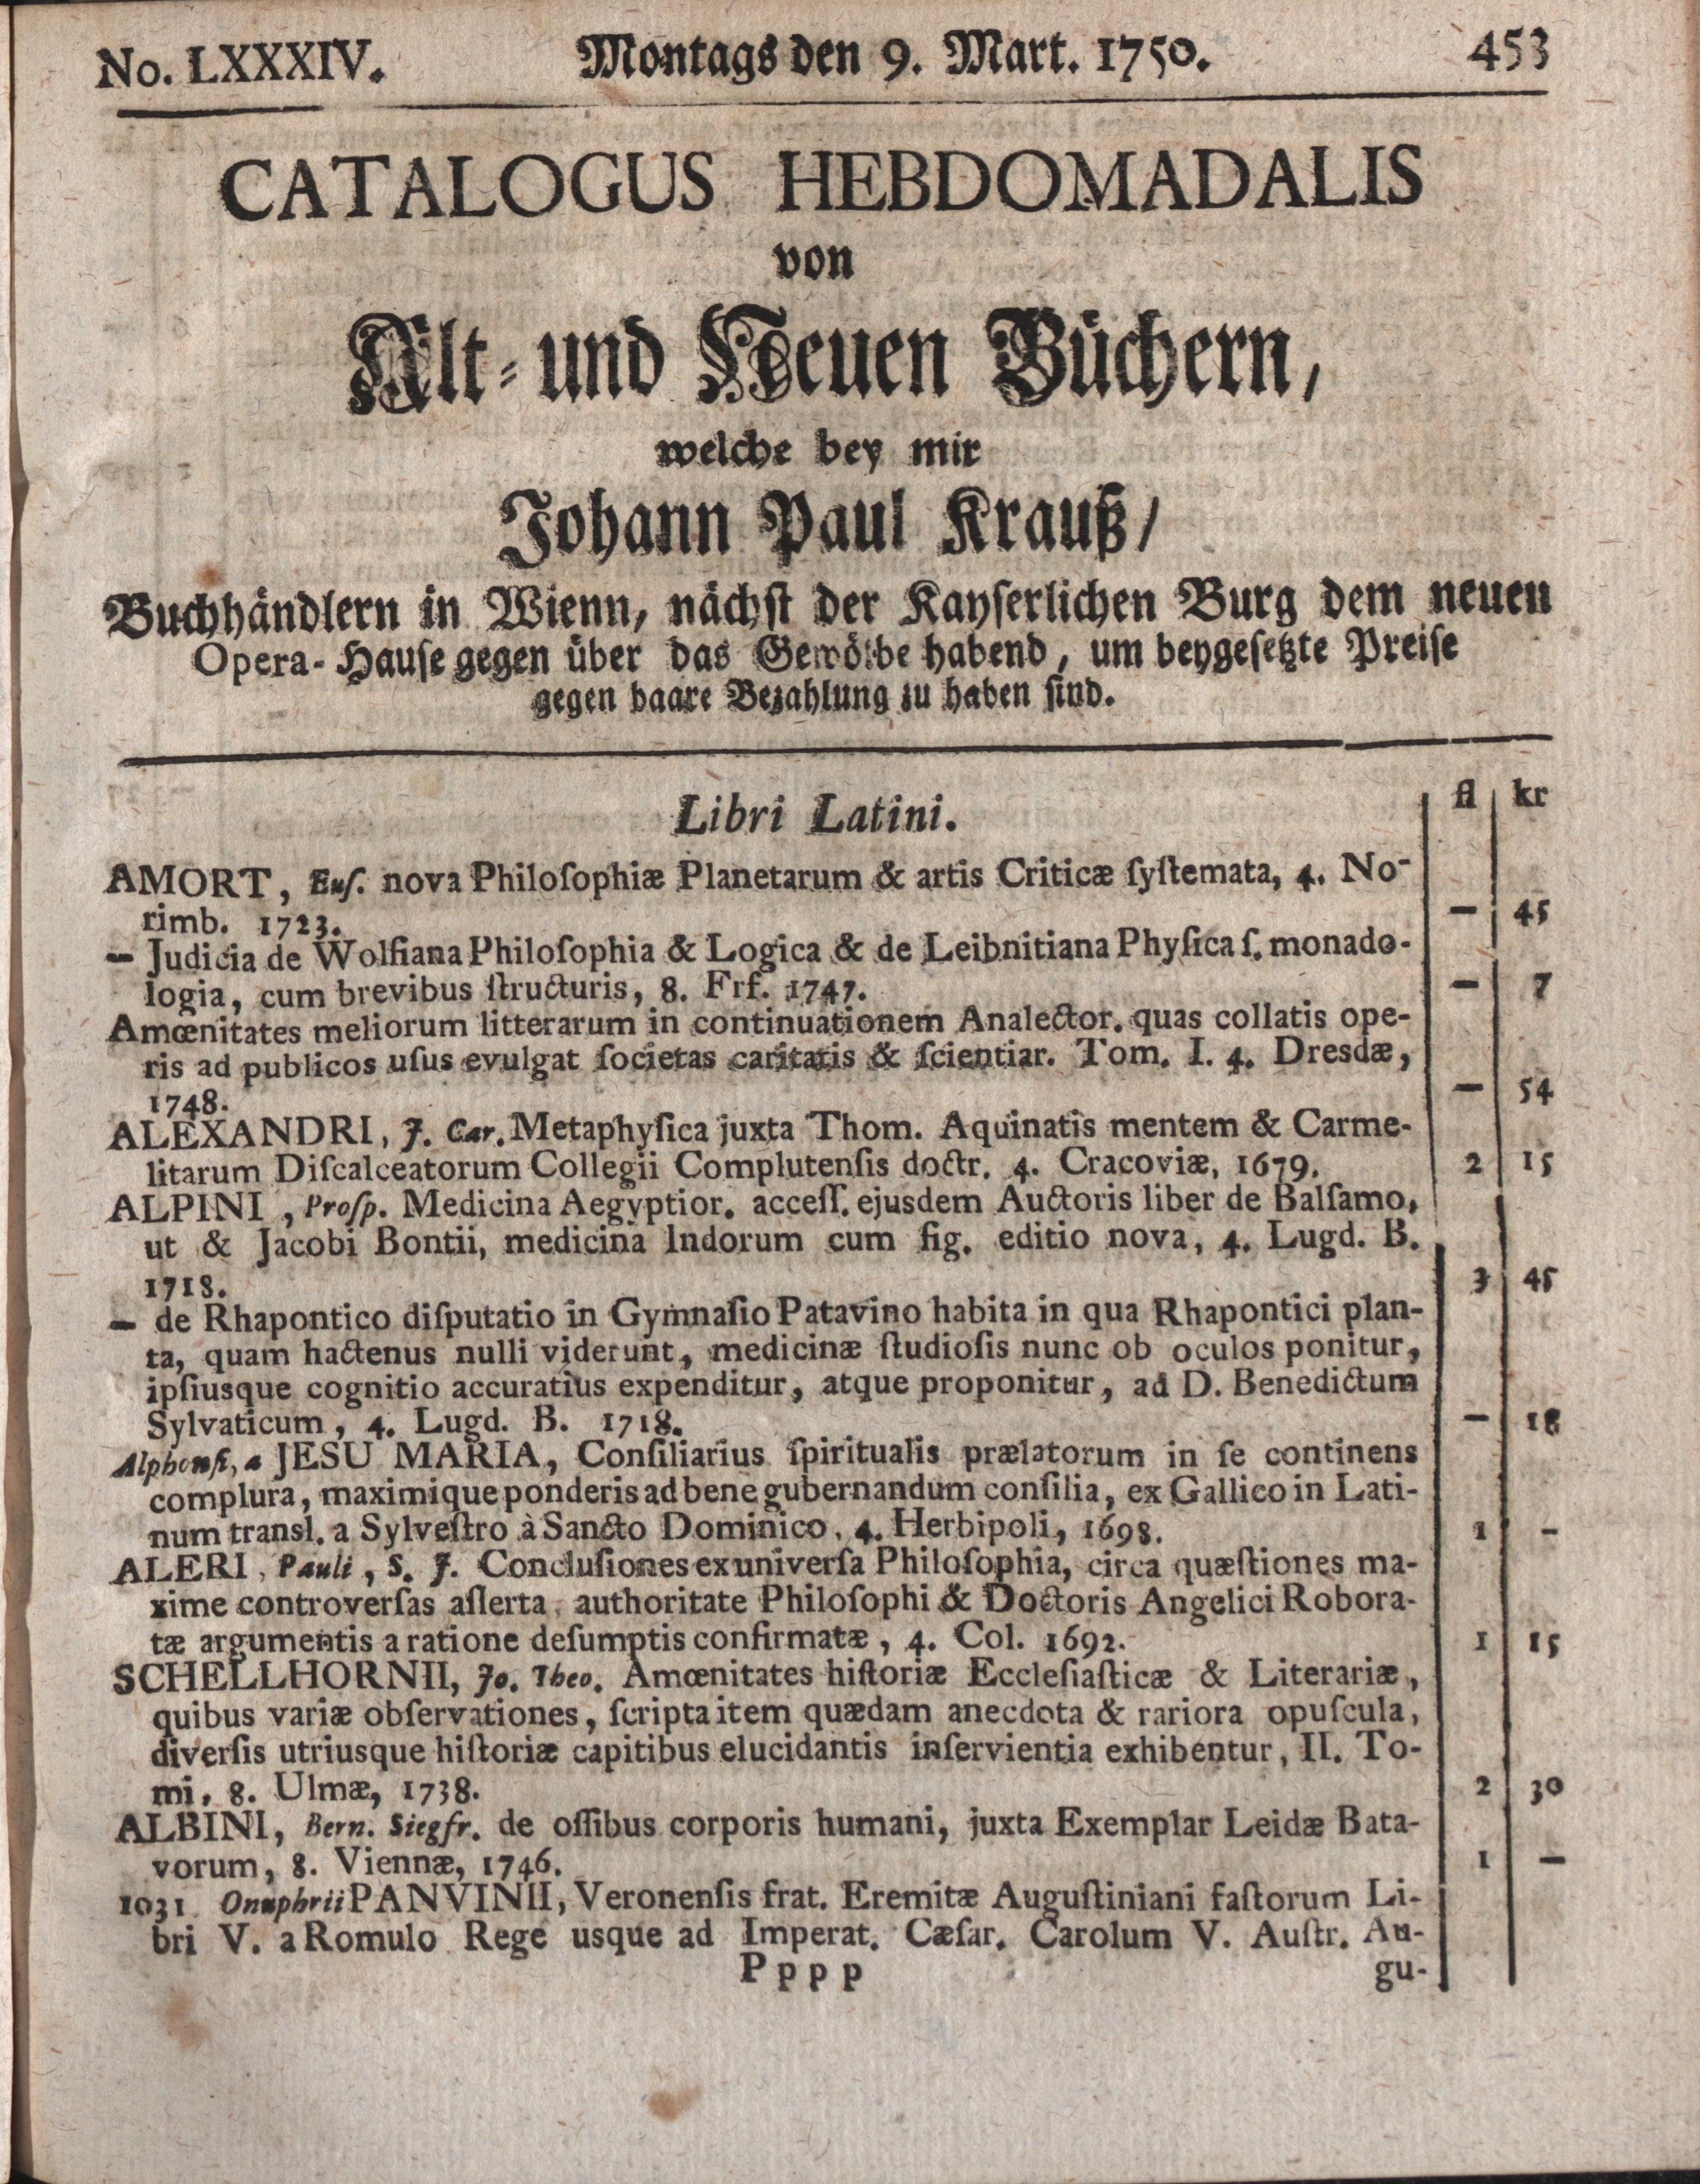 No. LXXXIV. Montags den 9. Mart. 1750. 453
CATALOGUS HEBDOMADALIS
von
Alt- und Neuen Büchern,
welche bey mir
Johann Paul Krauß/
Buchhändlern in Wienn, nächst der Kayserlichen Burg dem neuen
Opera-Hause gegen über das Gewölbe habend, um beygesetzte Preise
gegen baare Bezahlung zu haben sind.
Libri Latini. fl kr
AMORT, Euſ. nova Philoſophiæ Planetarum & artis Criticæ ſyſtemata, 4. No-
rimb. 1723. — 45
— Judicia de Wolfiana Philoſophia & Logica & de Leibnitiana Phyſica ſ. monado-
logia, cum brevibus ſtructuris, 8. Frf. 1747. — 7
Amœnitates meliorum litterarum in continuationem Analector. quas collatis ope-
ris ad publicos uſus evulgat ſocietas caritatis & ſcientiar. Tom. I. 4. Dresdæ,
1748. — 54
ALEXANDRI, J. Car. Metaphyſica juxta Thom. Aquinatis mentem & Carme-
litarum Diſcalceatorum Collegii Complutenſis doctr. 4. Cracoviæ, 1679. 2 15
ALPINI, Proſp. Medicina Aegyptior. acceſſ. ejusdem Auctoris liber de Balſamo,
ut & Jacobi Bontii, medicina Indorum cum fig. editio nova, 4. Lugd. B.
1718. 3 45
— de Rhapontico diſputatio in Gymnaſio Patavino habita in qua Rhapontici plan-
ta, quam hactenus nulli viderunt, medicinæ ſtudioſis nunc ob oculos ponitur,
ipſiusque cognitio accuratius expenditur, atque proponitur, ad D. Benedictum
Sylvaticum, 4. Lugd. B. 1718. — 18
Alphonſi, a JESU MARIA, Conſiliarius ſpiritualis prælatorum in ſe continens
complura, maximique ponderis ad bene gubernandum conſilia, ex Gallico in Lati-
num transl. a Sylveſtro à Sancto Dominico, 4. Herbipoli, 1698. 1 –
ALERI, Pauli, S. J. Concluſiones ex univerſa Philoſophia, circa quæſtiones ma-
xime controverſas aſſerta, authoritate Philoſophi & Doctoris Angelici Robora-
tæ argumentis a ratione deſumptis confirmatæ, 4. Col. 1692. 1 15
SCHELLHORNII, Jo. Theo. Amœnitates hiſtoriæ Eccleſiaſticæ & Literariæ,
quibus variæ obſervationes, ſcripta item quædam anecdota & rariora opuſcula,
diverſis utriusque hiſtoriæ capitibus elucidantis inſervientia exhibentur, II. To-
mi, 8. Ulmæ, 1738. 2 30
ALBINI, Bern. Siegfr. de oſſibus corporis humani, juxta Exemplar Leidæ Bata-
vorum, 8. Viennæ, 1746. 1 —
1031 Onuphrii PANVINII, Veronenſis frat. Eremitæ Auguſtiniani faſtorum Li-
bri V. a Romulo Rege usque ad Imperat. Cæſar. Carolum V. Auſtr. Au-
Pppp gu-